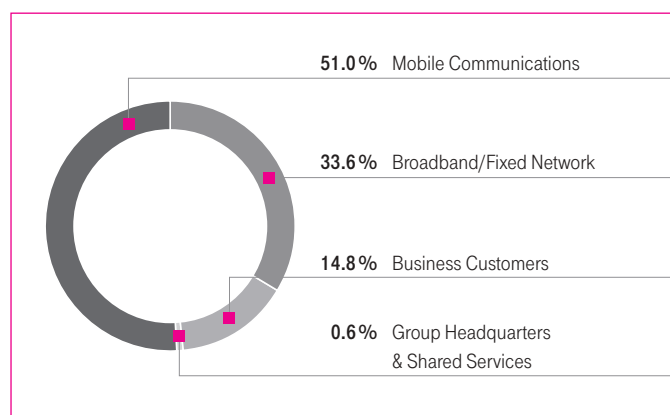 51.0 % Mobile Communications
33.6 % Broadband/Fixed Network
14.8 % Business Customers
0.6 % Group Headquarters
& Shared Services